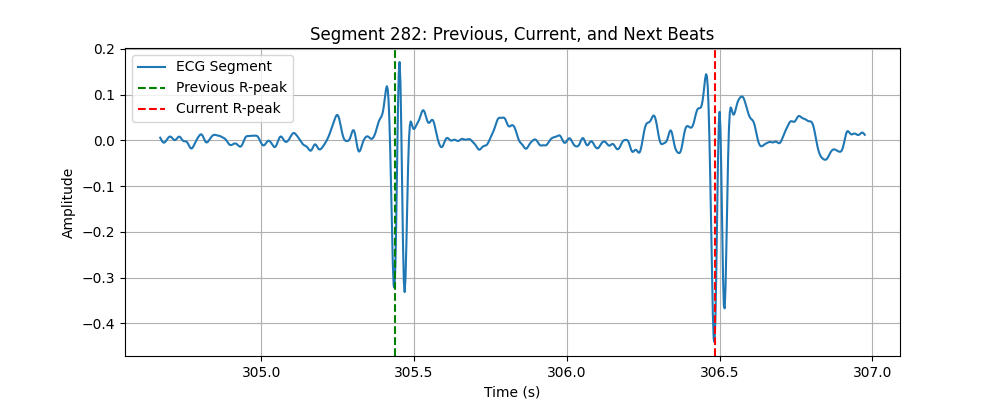 Segment 282: Previous, Current, and Next Beats
ECG Segment
Previous R-peak
Current R-peak
Amplitude
0.2
0.1
0.0
−0.1
−0.2
−0.3
−0.4
305.0 305.5 306.0 306.5 307.0
Time (s)